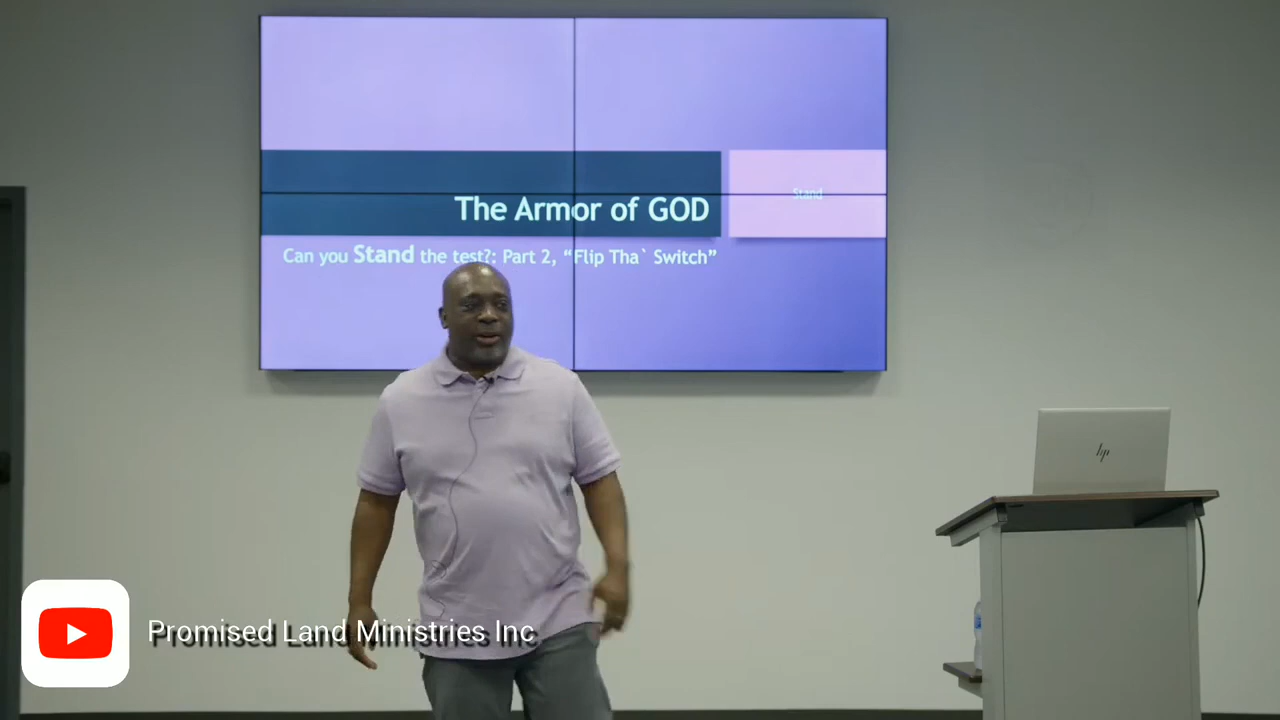 Stand
The Armor of GOD
Can you Stand the test?: Part 2, “Flip Tha` Switch”
hp
Promised Land Ministries Inc